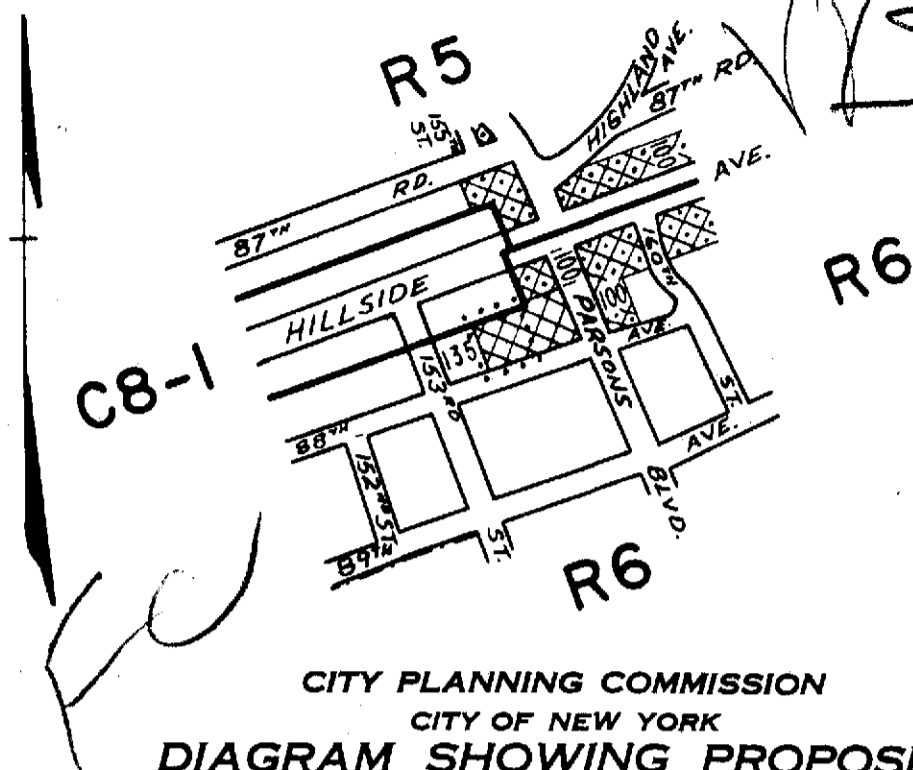 R5
HIGHLAND AVE.
87TH RD.
155TH ST.
87TH RD.
100
AVE.
HILLSIDE
100
160TH ST.
R6
C8-1
135
100
PARSONS BLVD.
AVE.
153RD ST.
88TH
152ND ST.
89TH AVE.
R6
CITY PLANNING COMMISSION
CITY OF NEW YORK
DIAGRAM SHOWING PROPOS